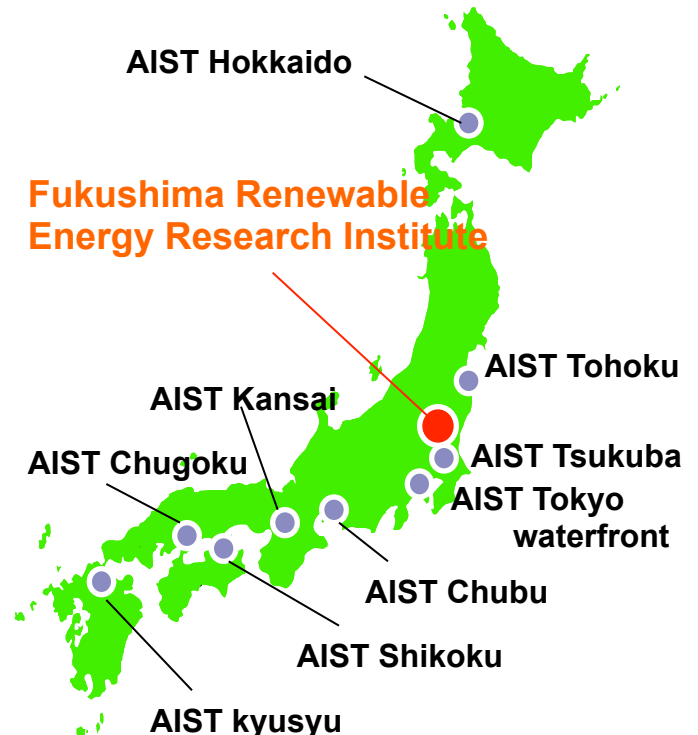 AIST Hokkaido
Fukushima Renewable
Energy Research Institute
AIST Tohoku
AIST Kansai
AIST Chugoku
AIST Tsukuba
AIST Tokyo
waterfront
AIST Chubu
AIST Shikoku
AIST kyusyu